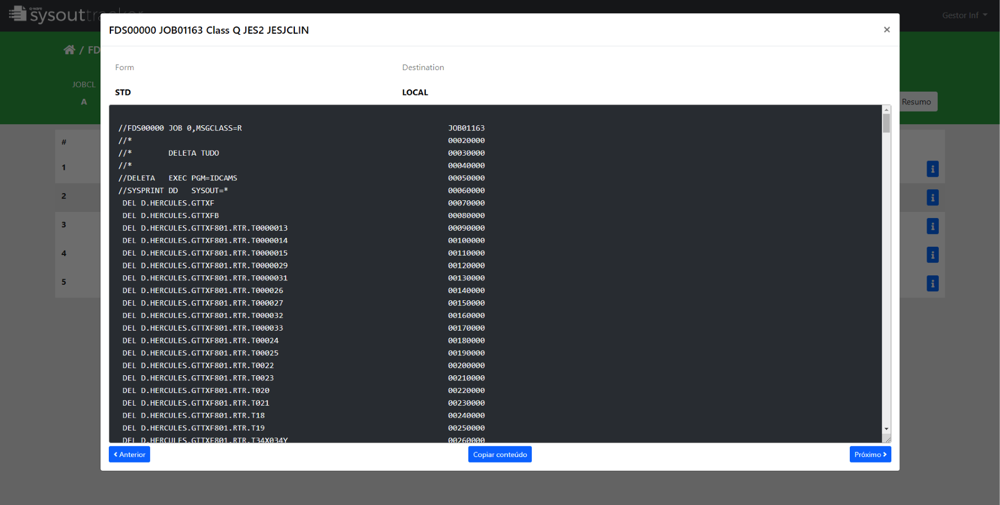 e-ware
sysouttracker
Gestor Inf
FDS00000 JOB01163 Class Q JES2 JESJCLIN
×
/ FD
Form
Destination
JOBCL
STD
LOCAL
A
Resumo
//FDS00000 JOB 0,MSGCLASS=R JOB01163
//* 00020000
//* DELETA TUDO 00030000
//* 00040000
//DELETA EXEC PGM=IDCAMS 00050000
//SYSPRINT DD SYSOUT=* 00060000
DEL D.HERCULES.GTTXF 00070000
DEL D.HERCULES.GTTXFB 00080000
DEL D.HERCULES.GTTXF801.RTR.T0000013 00090000
DEL D.HERCULES.GTTXF801.RTR.T0000014 00100000
DEL D.HERCULES.GTTXF801.RTR.T0000015 00110000
DEL D.HERCULES.GTTXF801.RTR.T0000029 00120000
DEL D.HERCULES.GTTXF801.RTR.T0000031 00130000
DEL D.HERCULES.GTTXF801.RTR.T000026 00140000
DEL D.HERCULES.GTTXF801.RTR.T000027 00150000
DEL D.HERCULES.GTTXF801.RTR.T000032 00160000
DEL D.HERCULES.GTTXF801.RTR.T000033 00170000
DEL D.HERCULES.GTTXF801.RTR.T00024 00180000
DEL D.HERCULES.GTTXF801.RTR.T00025 00190000
DEL D.HERCULES.GTTXF801.RTR.T0022 00200000
DEL D.HERCULES.GTTXF801.RTR.T0023 00210000
DEL D.HERCULES.GTTXF801.RTR.T020 00220000
DEL D.HERCULES.GTTXF801.RTR.T021 00230000
DEL D.HERCULES.GTTXF801.RTR.T18 00240000
DEL D.HERCULES.GTTXF801.RTR.T19 00250000
DEL D.HERCULES.GTTXF801.RTR.T34X034Y 00260000
#
1
2
3
4
5
Anterior
Copiar conteúdo
Próximo